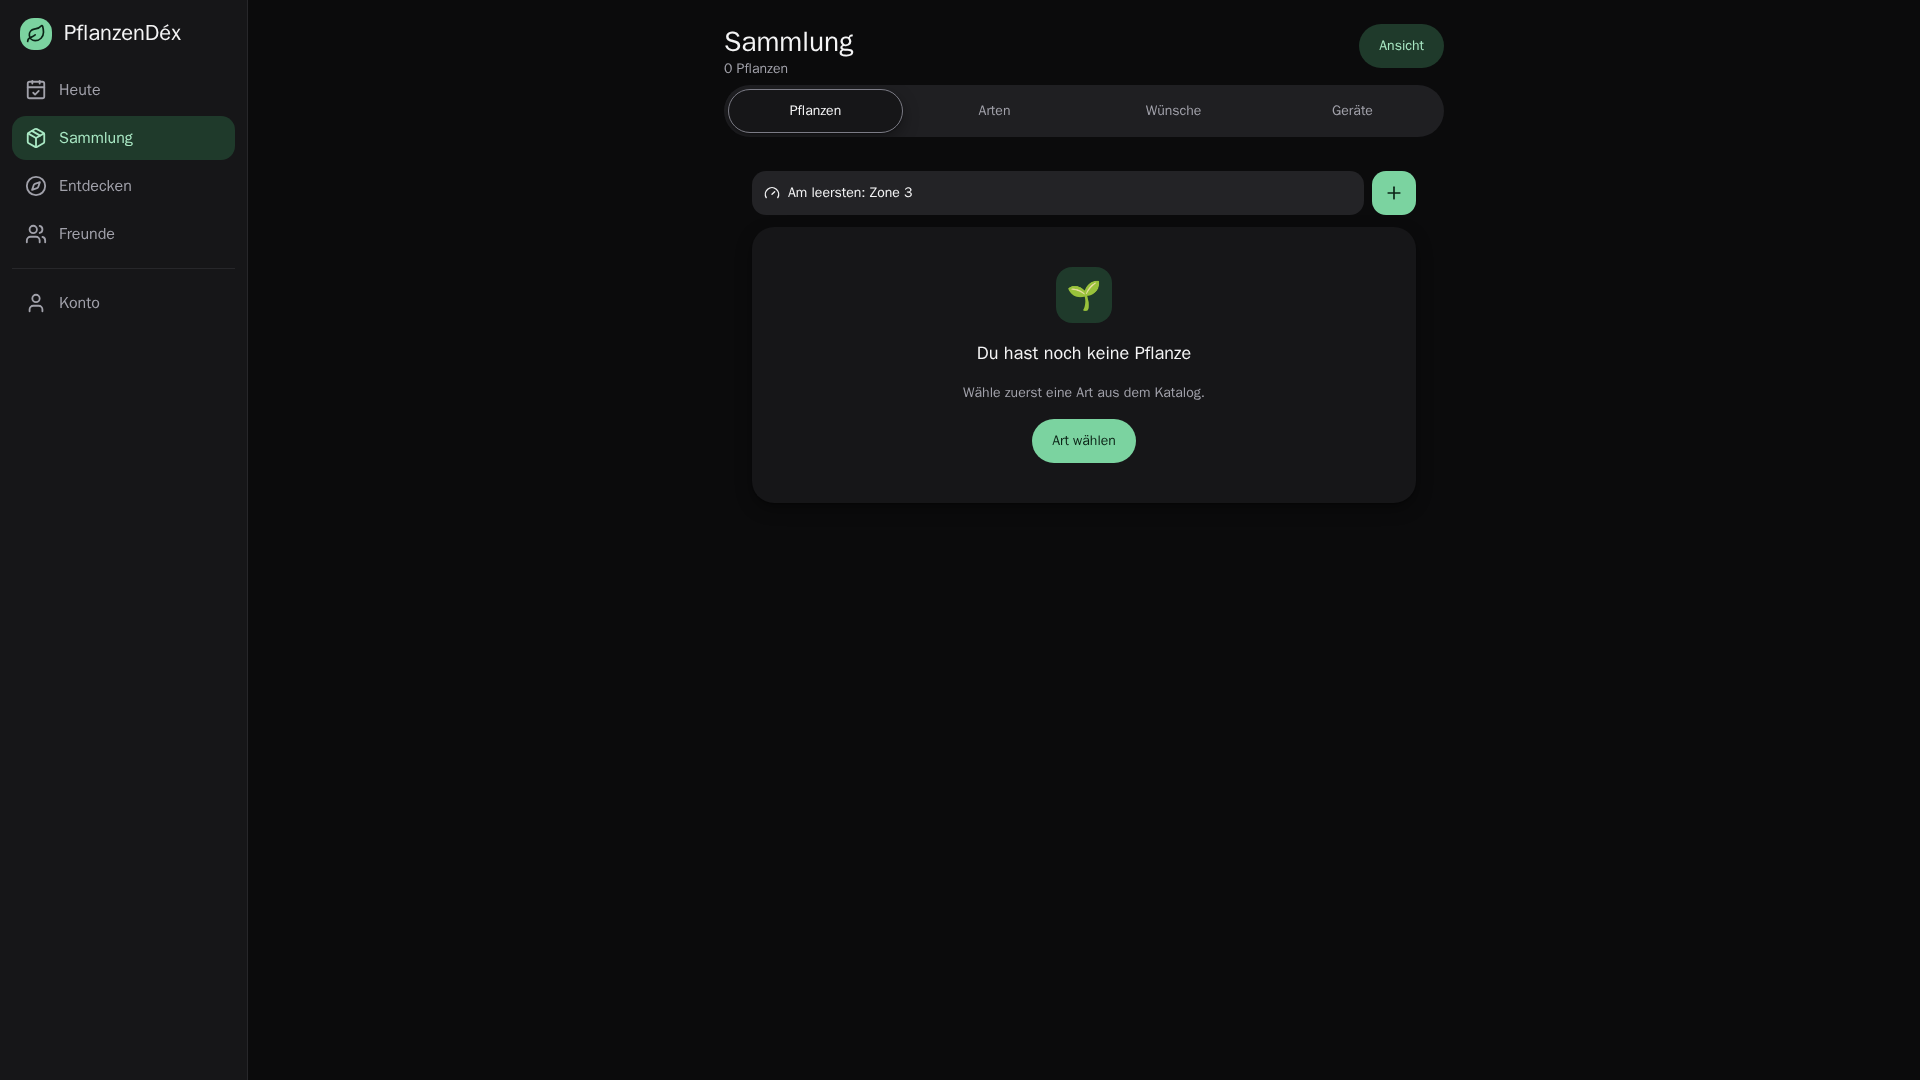 PflanzenDéx
Heute
Sammlung
Entdecken
Freunde
Konto
Sammlung
0 Pflanzen
Ansicht
Pflanzen
Arten
Wünsche
Geräte
Am leersten: Zone 3
Du hast noch keine Pflanze
Wähle zuerst eine Art aus dem Katalog.
Art wählen